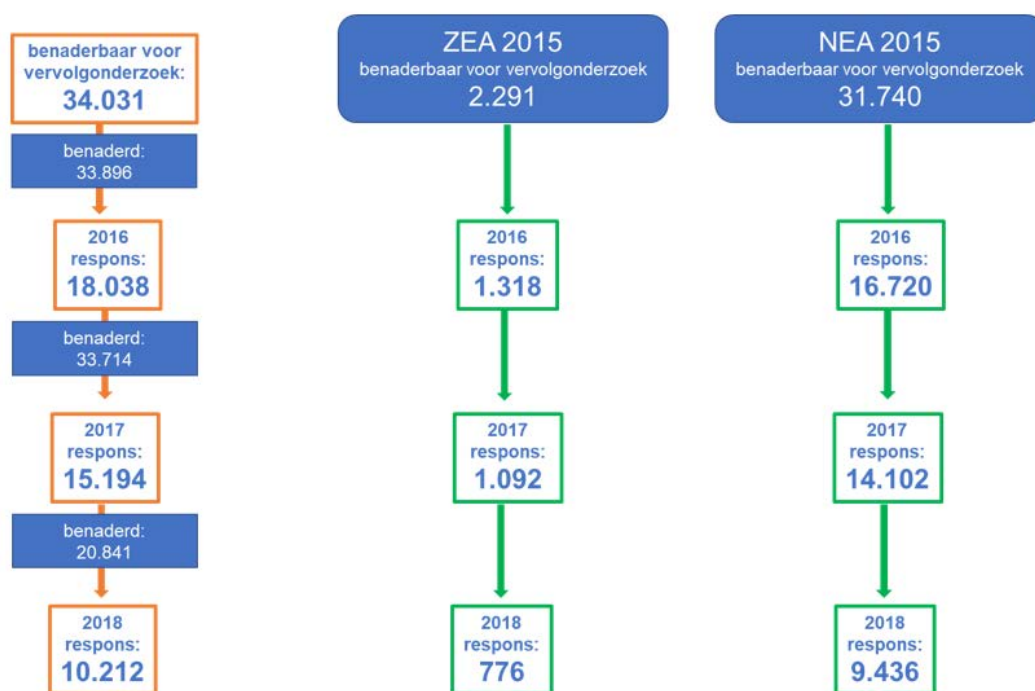 benaderbaar voor
vervolgonderzoek:
34.031
benaderd:
33.896
2016
respons:
18.038
benaderd:
33.714
2017
respons:
15.194
benaderd:
20.841
2018
respons:
10.212
ZEA 2015
benaderbaar voor vervolgonderzoek
2.291
2016
respons:
1.318
2017
respons:
1.092
2018
respons:
776
NEA 2015
benaderbaar voor vervolgonderzoek
31.740
2016
respons:
16.720
2017
respons:
14.102
2018
respons:
9.436